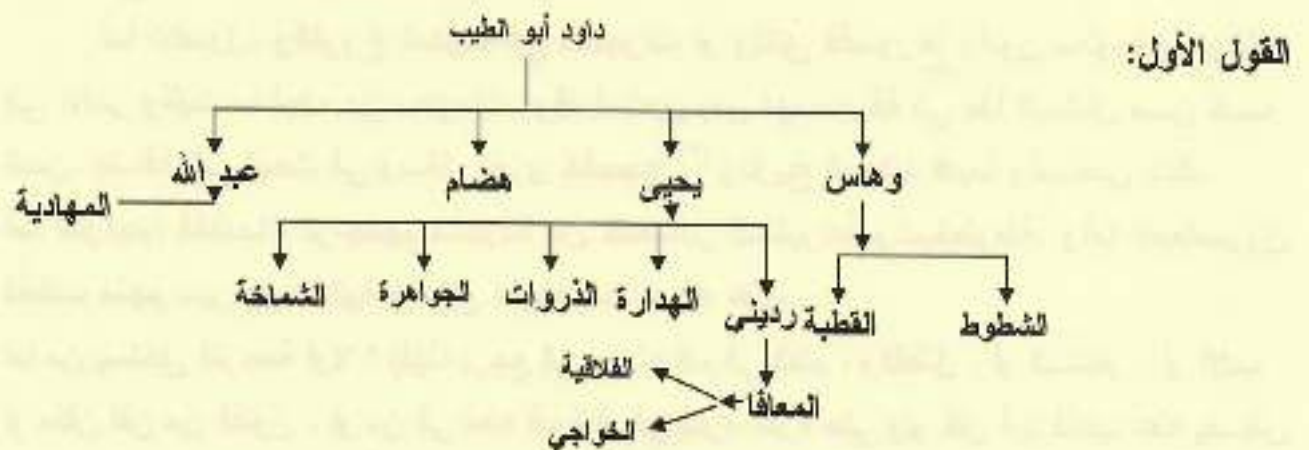 داود أبو الطيب
القول الأول:
وهاس يحيى هضام عبد الله
المهادية
الشطوط القطبة رديني الهدارة الذروات الجواهرة الشماخة
المعافا
الفلاقية
الخواجي